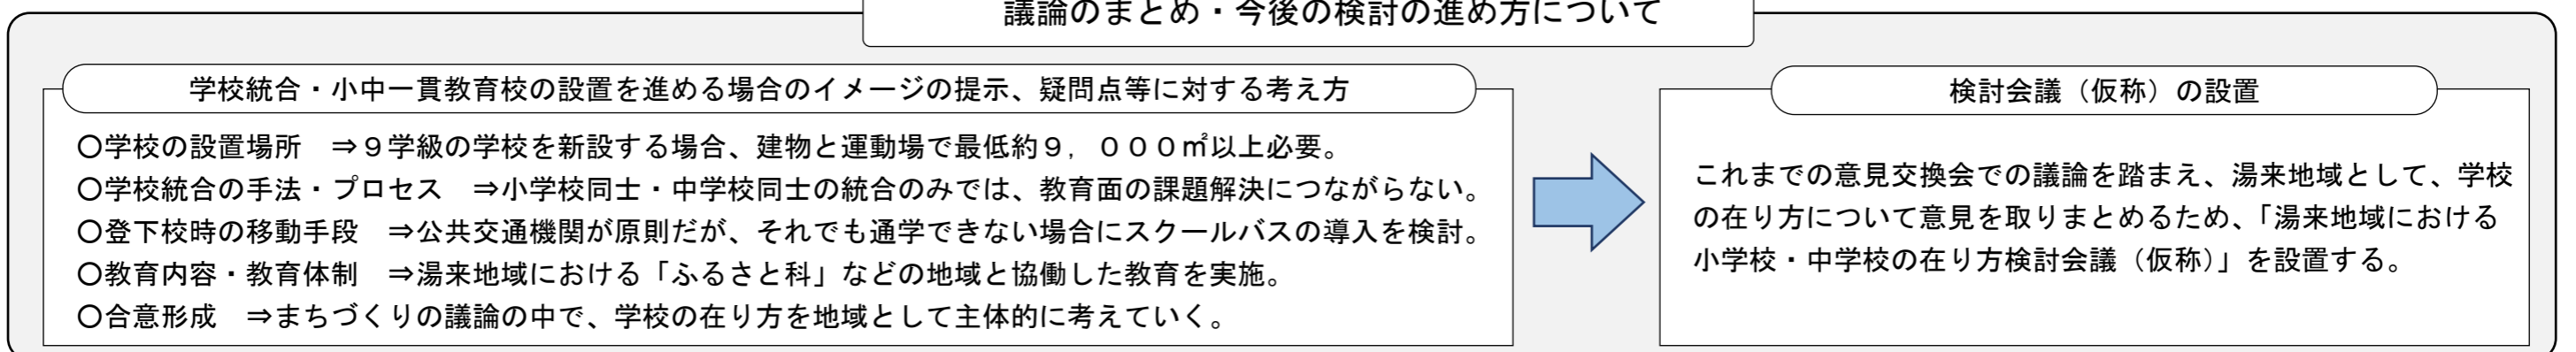 議論のまとめ・今後の検討の進め方について
学校統合・小中一貫教育校の設置を進める場合のイメージの提示、疑問点等に対する考え方
〇学校の設置場所　⇒９学級の学校を新設する場合、建物と運動場で最低約９，０００㎡以上必要。
〇学校統合の手法・プロセス　⇒小学校同士・中学校同士の統合のみでは、教育面の課題解決につながらない。
〇登下校時の移動手段　⇒公共交通機関が原則だが、それでも通学できない場合にスクールバスの導入を検討。
〇教育内容・教育体制　⇒湯来地域における「ふるさと科」などの地域と協働した教育を実施。
〇合意形成　⇒まちづくりの議論の中で、学校の在り方を地域として主体的に考えていく。
検討会議（仮称）の設置
これまでの意見交換会での議論を踏まえ、湯来地域として、学校
の在り方について意見を取りまとめるため、「湯来地域における
小学校・中学校の在り方検討会議（仮称）」を設置する。